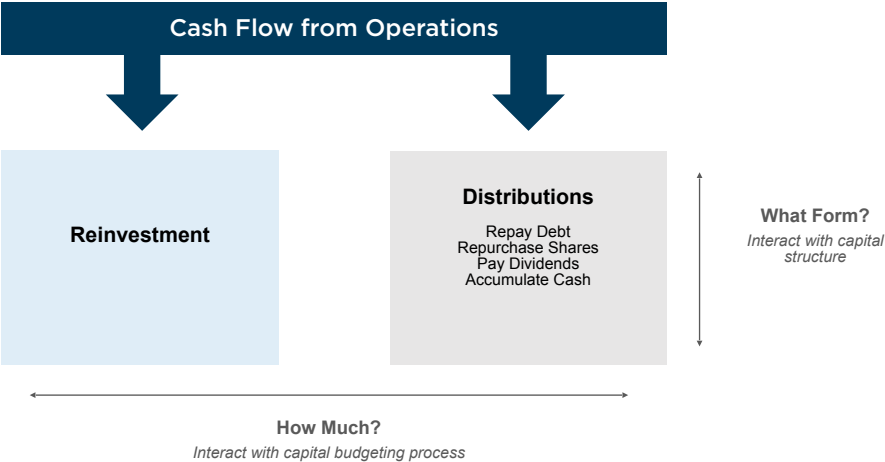 Cash Flow from Operations
Reinvestment
Distributions
Repay Debt
Repurchase Shares
Pay Dividends
Accumulate Cash
What Form?
Interact with capital
structure
How Much?
Interact with capital budgeting process